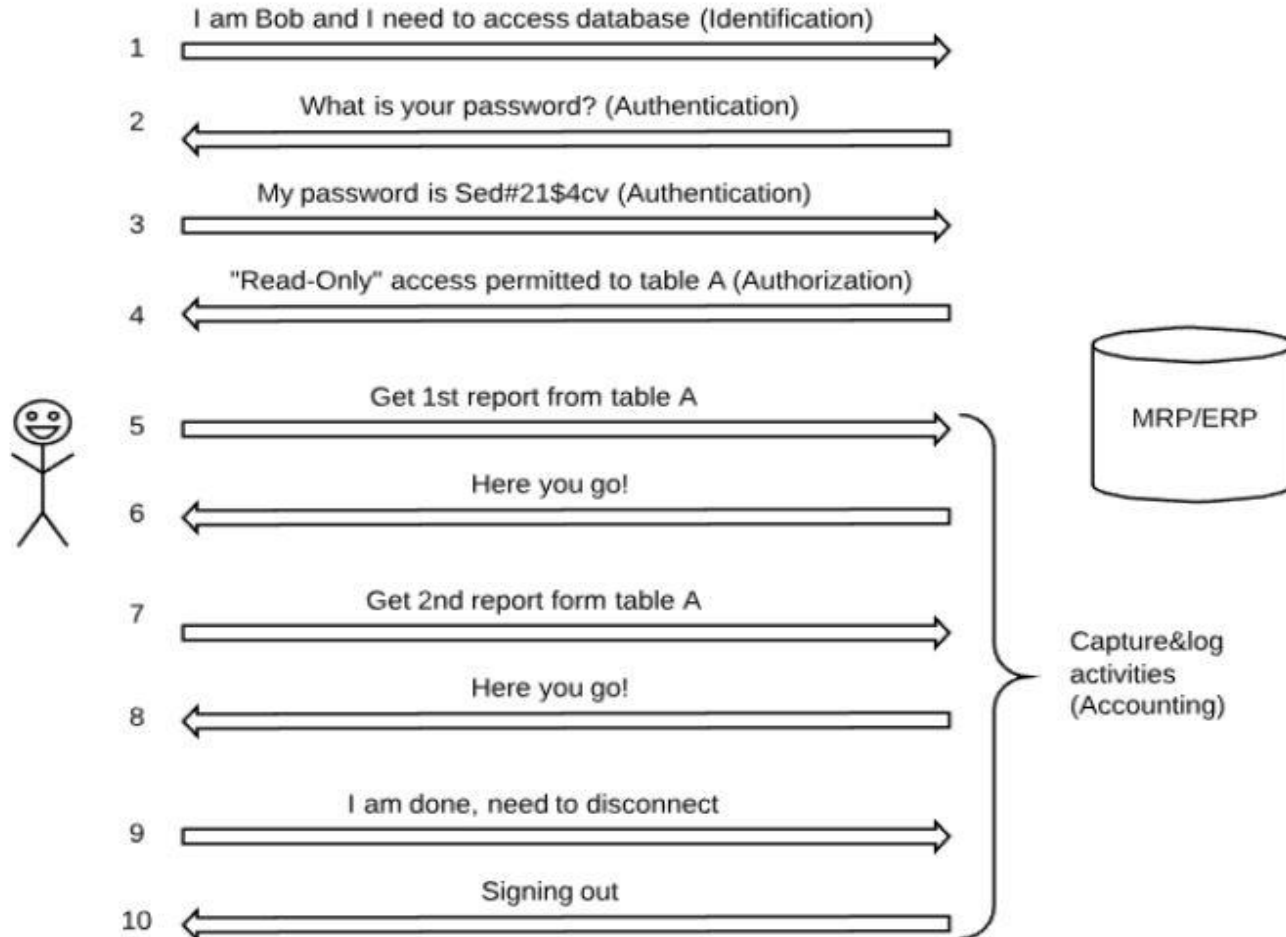 I am Bob and I need to access database (Identification)
1
What is your password? (Authentication)
2
My password is Sed#21$4cv (Authentication)
3
"Read-Only" access permitted to table A (Authorization)
4
Get 1st report from table A
5
MRP/ERP
Here you go!
6
Get 2nd report form table A
7
Capture&log
activities
(Accounting)
Here you go!
8
I am done, need to disconnect
9
Signing out
10